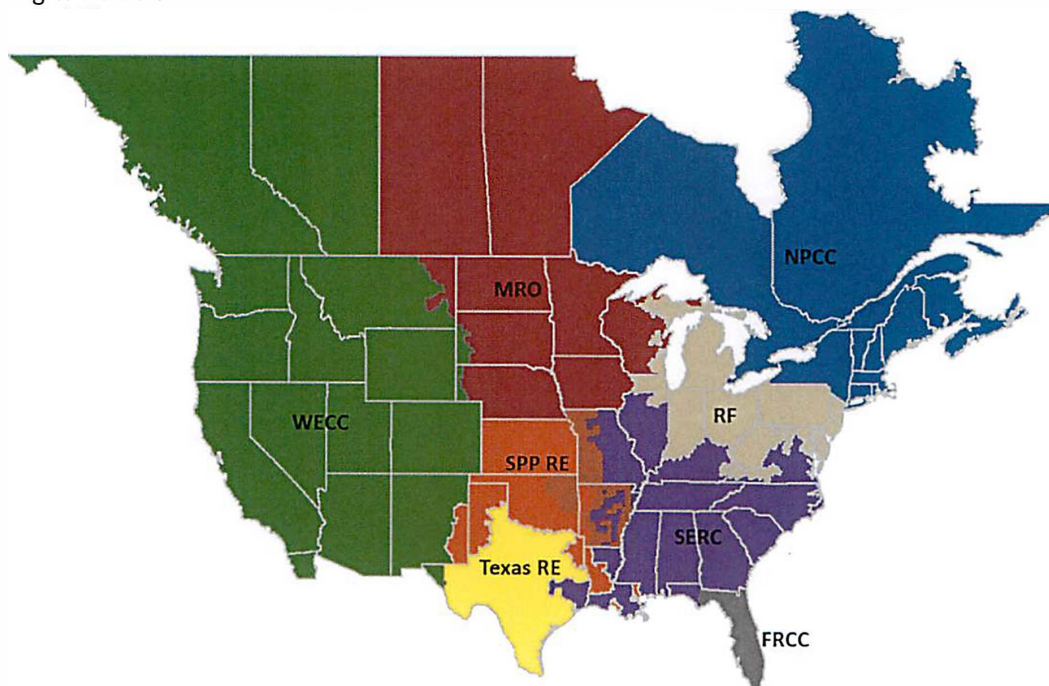 NPCC
MRO
RF
WECC
SPP RE
SERC
Texas RE
FRCC